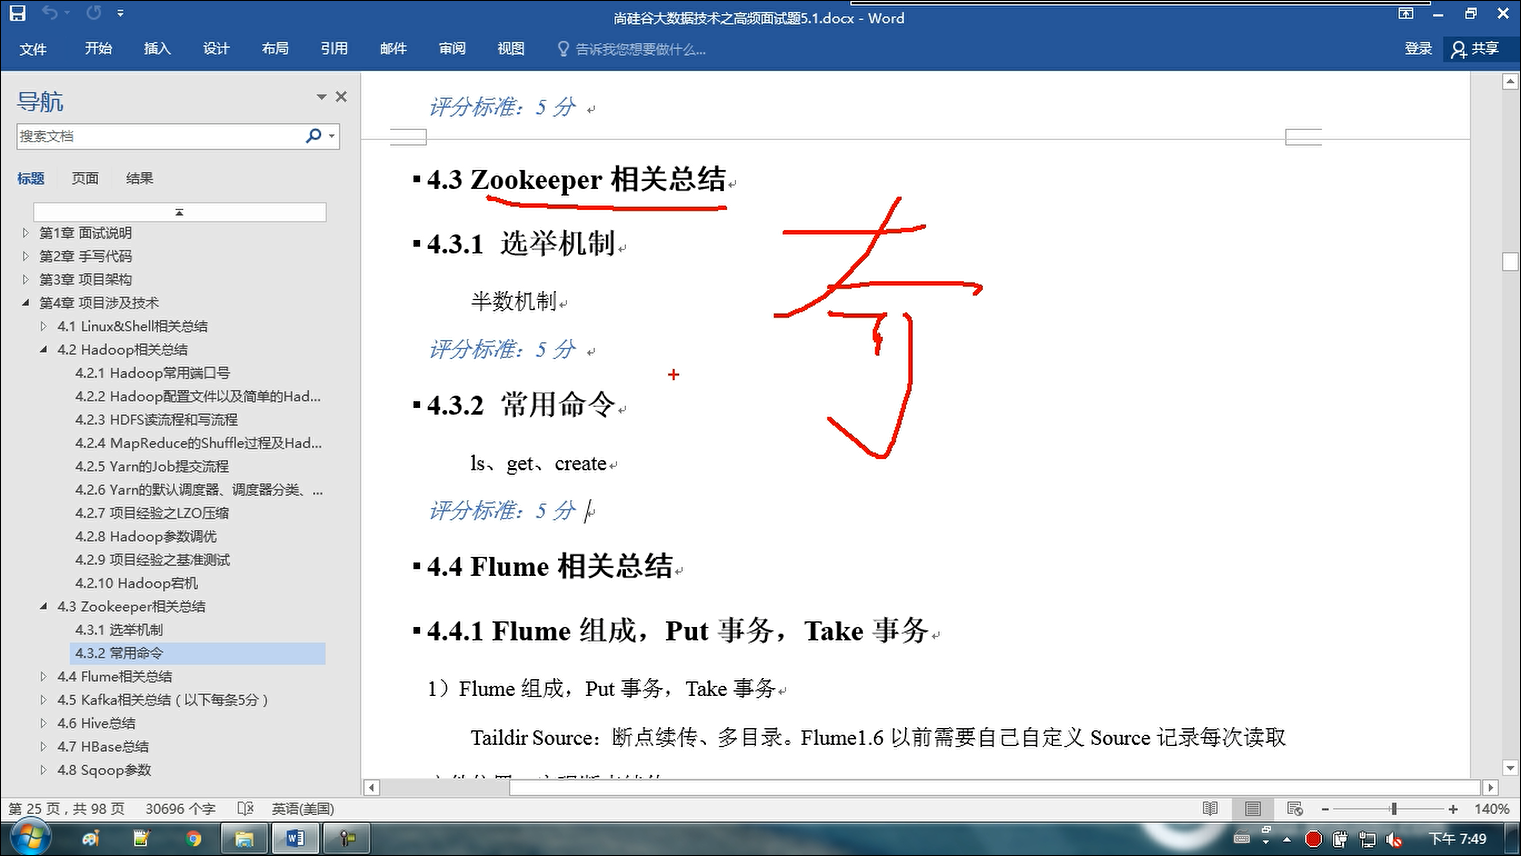 尚硅谷大数据技术之高频面试题5.1.docx - Word
文件 开始 插入 设计 布局 引用 邮件 审阅 视图 告诉我您想要做什么... 登录 共享
导航
搜索文档
标题 页面 结果
第1章 面试说明
第2章 手写代码
第3章 项目架构
第4章 项目涉及技术
4.1 Linux&Shell相关总结
4.2 Hadoop相关总结
4.2.1 Hadoop常用端口号
4.2.2 Hadoop配置文件以及简单的Had...
4.2.3 HDFS读流程和写流程
4.2.4 MapReduce的Shuffle过程及Had...
4.2.5 Yarn的Job提交流程
4.2.6 Yarn的默认调度器、调度器分类、...
4.2.7 项目经验之LZO压缩
4.2.8 Hadoop参数调优
4.2.9 项目经验之基准测试
4.2.10 Hadoop宕机
4.3 Zookeeper相关总结
4.3.1 选举机制
4.3.2 常用命令
4.4 Flume相关总结
4.5 Kafka相关总结（以下每条5分）
4.6 Hive总结
4.7 HBase总结
4.8 Sqoop参数
评分标准：5 分
4.3 Zookeeper 相关总结
4.3.1 选举机制
半数机制
评分标准：5 分
4.3.2 常用命令
ls、get、create
评分标准：5 分
4.4 Flume 相关总结
4.4.1 Flume 组成，Put 事务，Take 事务
1）Flume 组成，Put 事务，Take 事务
Taildir Source：断点续传、多目录。Flume1.6 以前需要自己自定义 Source 记录每次读取
第 25 页，共 98 页 30696 个字 英语(美国) 140%
下午 7:49